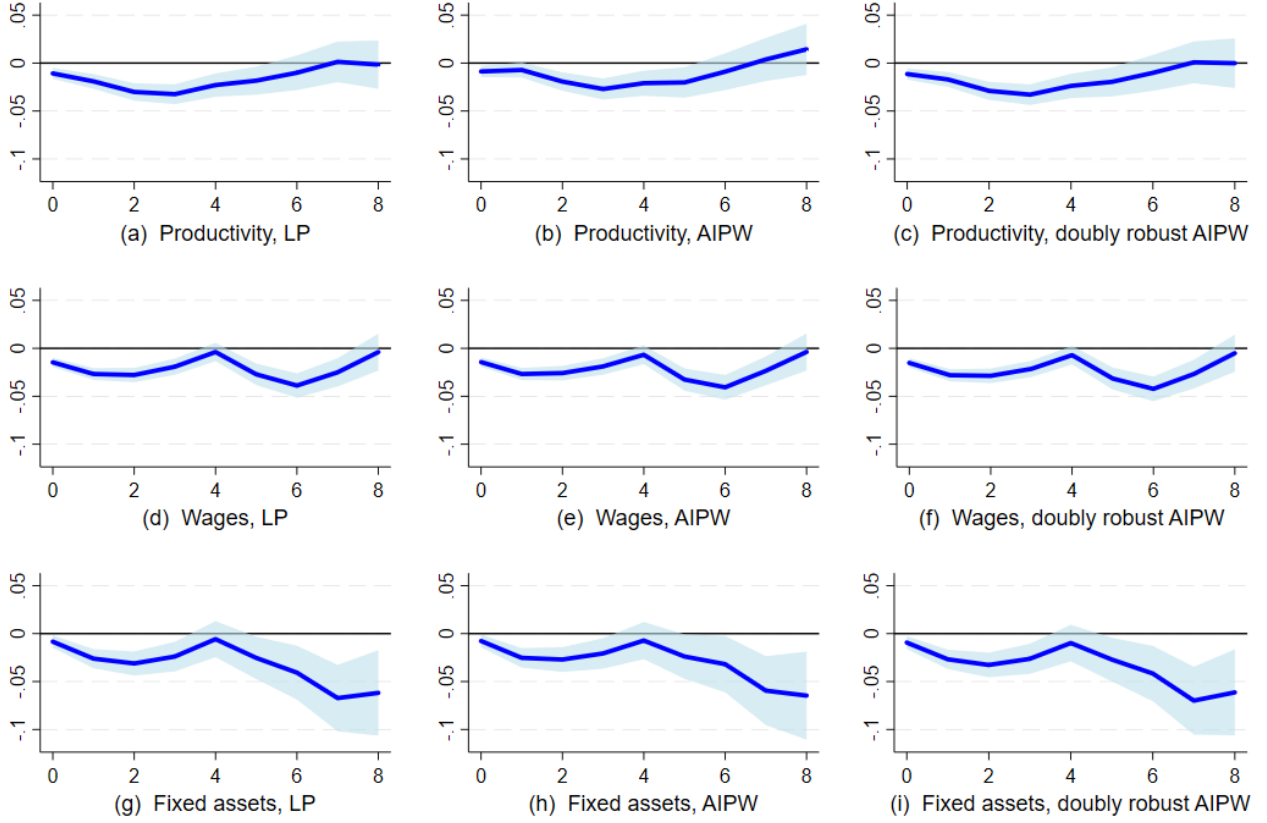 .05 .05 .05
0 0 0
-.05 -.05 -.05
-.1 -.1 -.1
0 2 4 6 8 0 2 4 6 8 0 2 4 6 8
(a) Productivity, LP (b) Productivity, AIPW (c) Productivity, doubly robust AIPW
.05 .05 .05
0 0 0
-.05 -.05 -.05
-.1 -.1 -.1
0 2 4 6 8 0 2 4 6 8 0 2 4 6 8
(d) Wages, LP (e) Wages, AIPW (f) Wages, doubly robust AIPW
.05 .05 .05
0 0 0
-.05 -.05 -.05
-.1 -.1 -.1
0 2 4 6 8 0 2 4 6 8 0 2 4 6 8
(g) Fixed assets, LP (h) Fixed assets, AIPW (i) Fixed assets, doubly robust AIPW